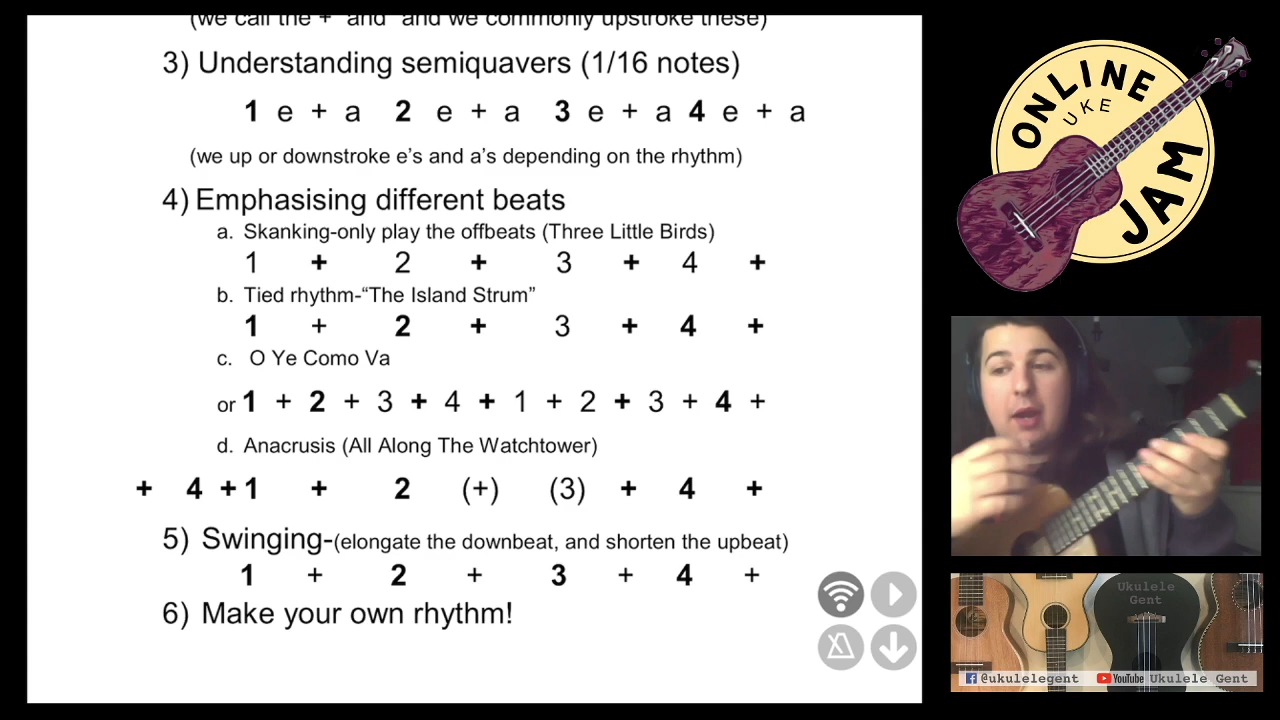 (we call the + "and" and we commonly upstroke these)
3) Understanding semiquavers (1/16 notes)
1 e + a 2 e + a 3 e + a 4 e + a
(we up or downstroke e's and a's depending on the rhythm)
4) Emphasising different beats
a. Skanking-only play the offbeats (Three Little Birds)
1 + 2 + 3 + 4 +
b. Tied rhythm-“The Island Strum”
1 + 2 + 3 + 4 +
c. O Ye Como Va
or 1 + 2 + 3 + 4 + 1 + 2 + 3 + 4 +
d. Anacrusis (All Along The Watchtower)
+ 4 + 1 + 2 (+) (3) + 4 +
5) Swinging-(elongate the downbeat, and shorten the upbeat)
1 + 2 + 3 + 4 +
6) Make your own rhythm!
ONLINE
UKE
JAM
Ukulele
Gent
@ukulelegent YouTube Ukulele Gent